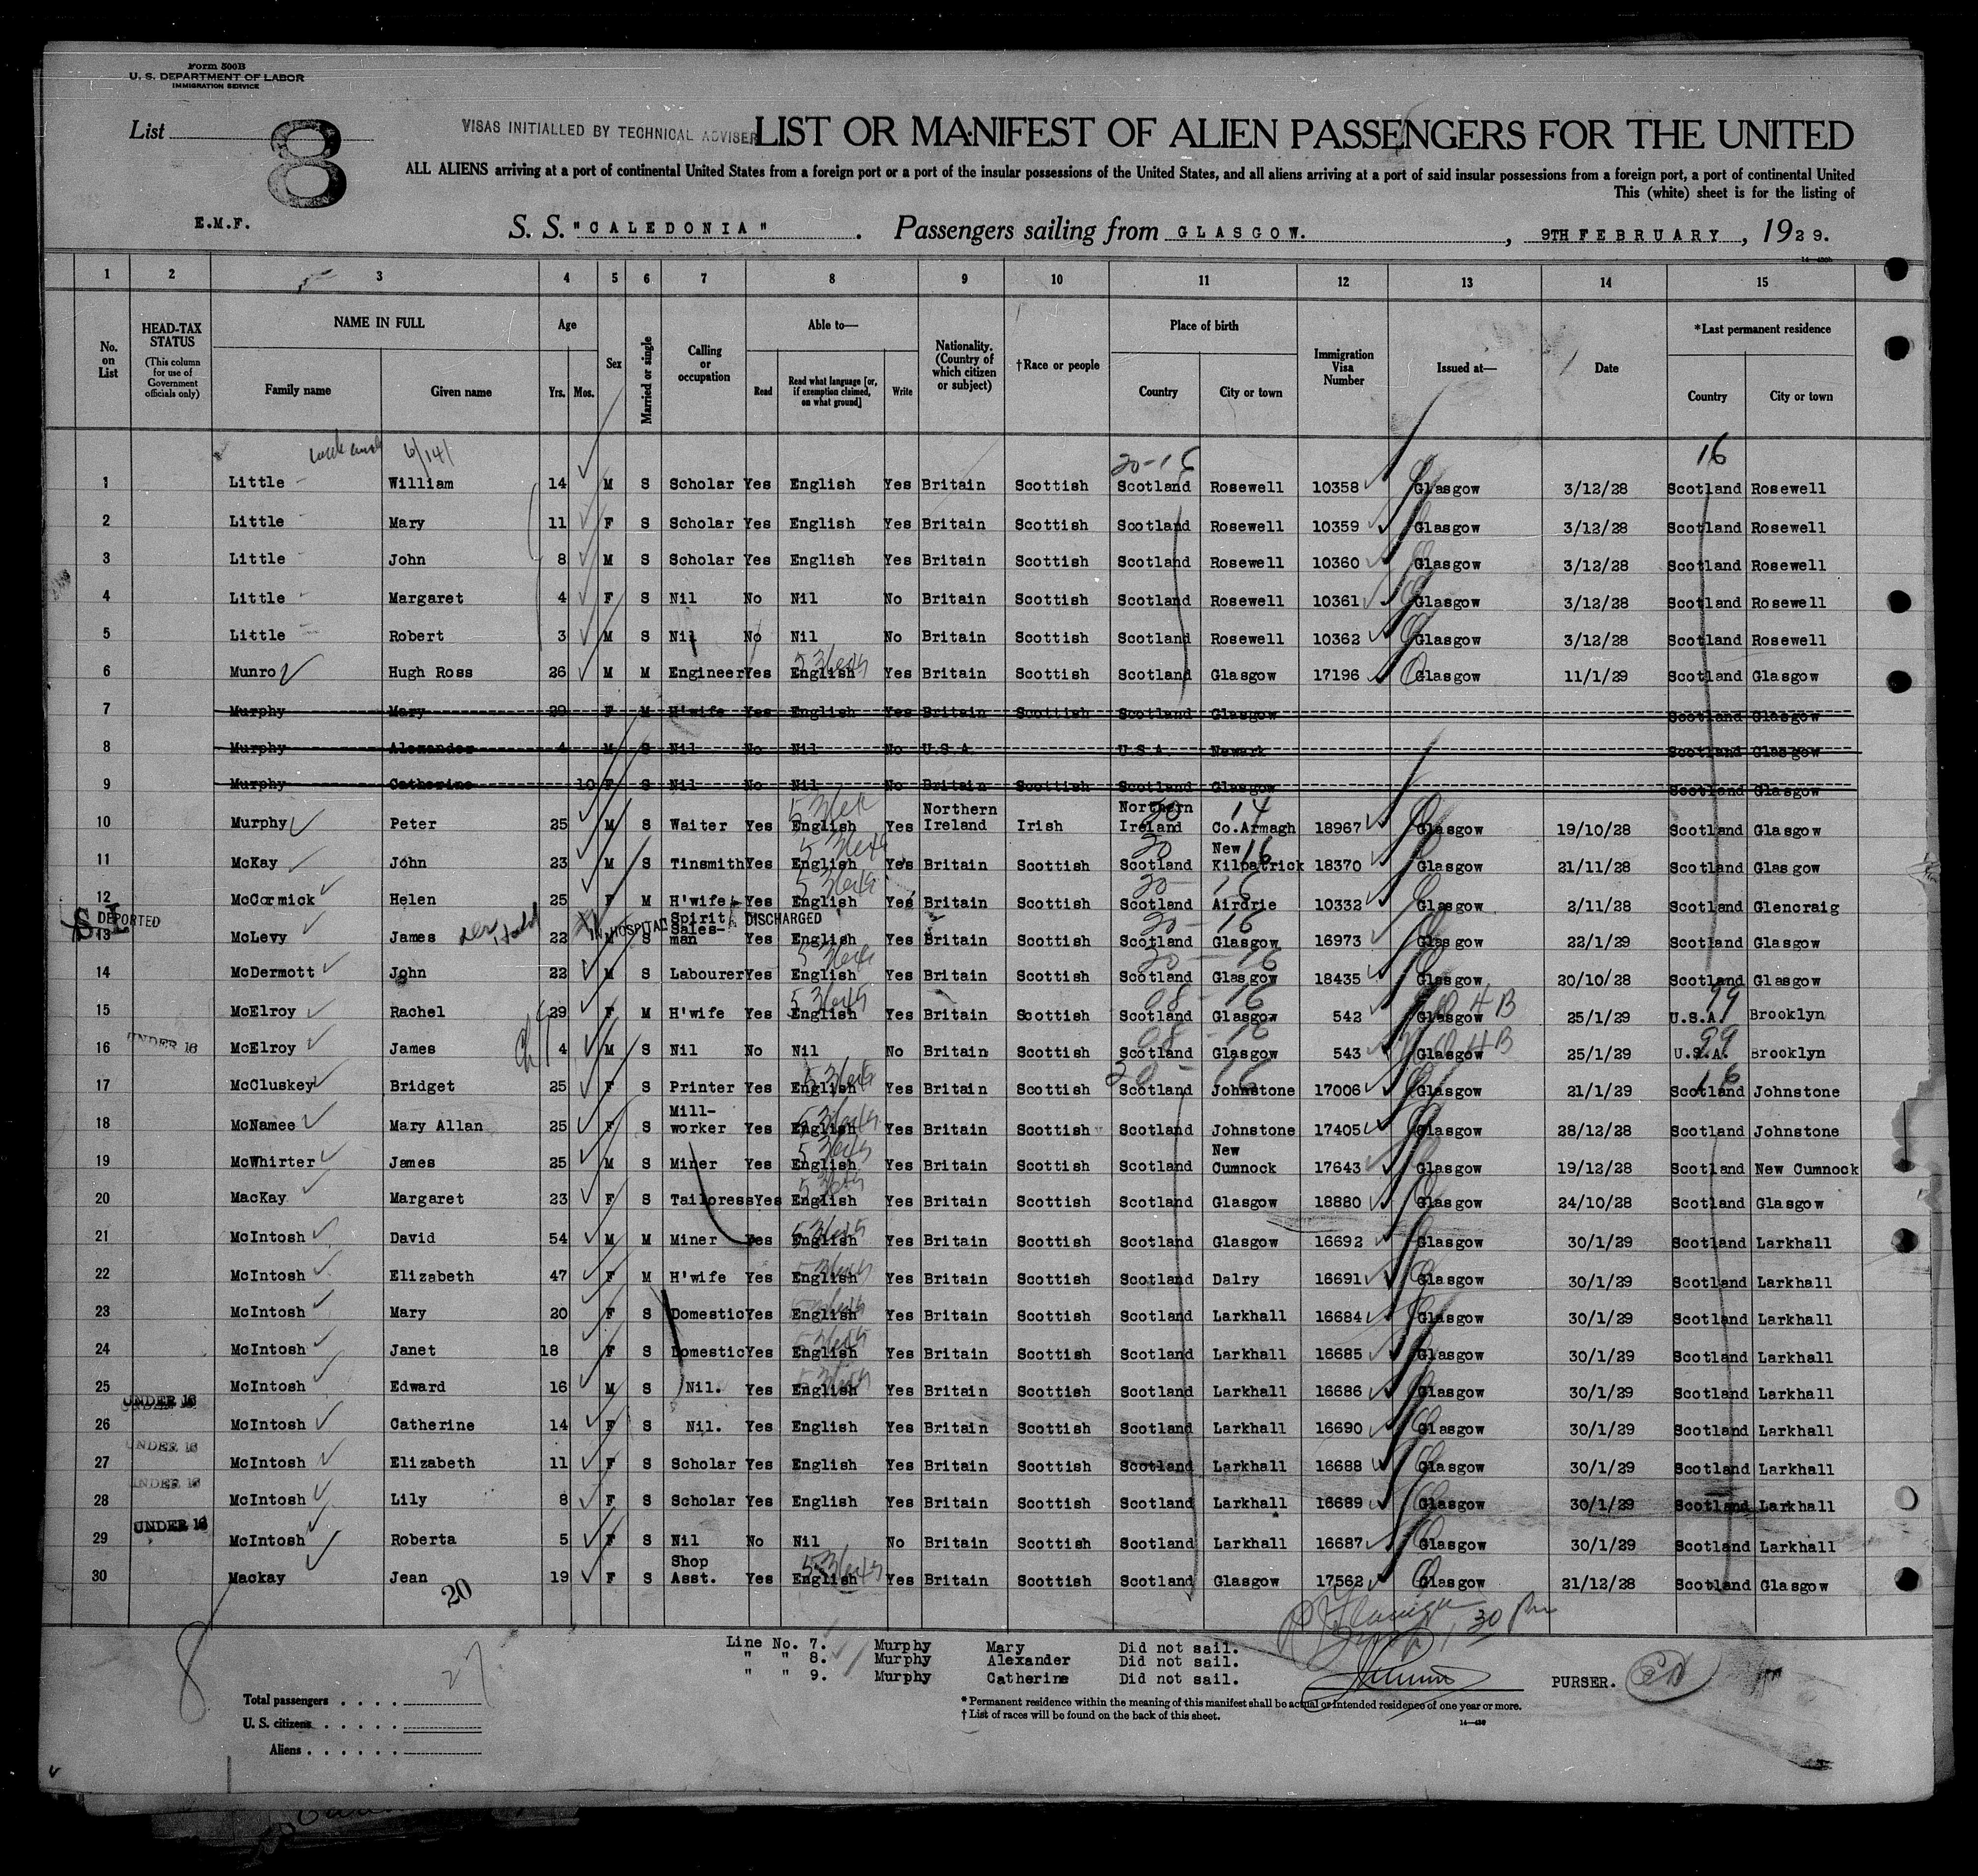 Form 500B
U. S. DEPARTMENT OF LABOR
IMMIGRATION SERVICE
List 8
VISAS INITIALLED BY TECHNICAL ADVISER
LIST OR MANIFEST OF ALIEN PASSENGERS FOR THE UNITED
ALL ALIENS arriving at a port of continental United States from a foreign port or a port of the insular possessions of the United States, and all aliens arriving at a port of said insular possessions from a foreign port, a port of continental United
This (white) sheet is for the listing of
E.M.F.
S. S. "CALEDONIA". Passengers sailing from GLASGOW., 9TH FEBRUARY, 1929.
1 2 3 4 5 6 7 8 9 10 11 12 13 14 15
No. on List
HEAD-TAX STATUS
(This column for use of Government officials only)
NAME IN FULL
Family name Given name
Age
Yrs. Mos.
Sex
Married or single
Calling or occupation
Able to—
Read Read what language [or, if exemption claimed, on what ground] Write
Nationality. (Country of which citizen or subject)
†Race or people
Place of birth
Country City or town
Immigration Visa Number
Issued at—
Date
*Last permanent residence
Country City or town
6/14/
20-16 16
1 Little William 14 M S Scholar Yes English Yes Britain Scottish Scotland Rosewell 10358 Glasgow 3/12/28 Scotland Rosewell
2 Little Mary 11 F S Scholar Yes English Yes Britain Scottish Scotland Rosewell 10359 Glasgow 3/12/28 Scotland Rosewell
3 Little John 8 M S Scholar Yes English Yes Britain Scottish Scotland Rosewell 10360 Glasgow 3/12/28 Scotland Rosewell
4 Little Margaret 4 F S Nil No Nil No Britain Scottish Scotland Rosewell 10361 Glasgow 3/12/28 Scotland Rosewell
5 Little Robert 3 M S Nil No Nil No Britain Scottish Scotland Rosewell 10362 Glasgow 3/12/28 Scotland Rosewell
6 Munro Hugh Ross 26 M M Engineer Yes English Yes Britain Scottish Scotland Glasgow 17196 Glasgow 11/1/29 Scotland Glasgow
7 Murphy Mary 29 F M H'wife Yes English Yes Britain Scottish Scotland Glasgow Scotland Glasgow
8 Murphy Alexander 4 M S Nil No Nil No U.S.A. U.S.A. Newark Scotland Glasgow
9 Murphy Catherine 10 F S Nil No Nil No Britain Scottish Scotland Glasgow Scotland Glasgow
10 Murphy Peter 25 M S Waiter Yes English Yes Northern Ireland Irish Northern Ireland Co.Armagh 18967 Glasgow 19/10/28 Scotland Glasgow
11 McKay John 23 M S Tinsmith Yes English Yes Britain Scottish Scotland New Kilpatrick 18370 Glasgow 21/11/28 Scotland Glasgow
12 McCormick Helen 25 F M H'wife Yes English Yes Britain Scottish Scotland Airdrie 10332 Glasgow 2/11/28 Scotland Glencraig
S.I. DEPORTED IN HOSPITAL DISCHARGED
13 McLevy James 22 M S Spirit Sales-man Yes English Yes Britain Scottish Scotland Glasgow 16973 Glasgow 22/1/29 Scotland Glasgow
14 McDermott John 22 M S Labourer Yes English Yes Britain Scottish Scotland Glasgow 18435 Glasgow 20/10/28 Scotland Glasgow
15 McElroy Rachel 29 F M H'wife Yes English Yes Britain Scottish Scotland Glasgow 542 Glasgow 25/1/29 U.S.A. Brooklyn
UNDER 16
16 McElroy James 4 M S Nil No Nil No Britain Scottish Scotland Glasgow 543 Glasgow 25/1/29 U.S.A. Brooklyn
17 McCluskey Bridget 25 F S Printer Yes English Yes Britain Scottish Scotland Johnstone 17006 Glasgow 21/1/29 Scotland Johnstone
18 McNamee Mary Allan 25 F S Mill-worker Yes English Yes Britain Scottish Scotland Johnstone 17405 Glasgow 28/12/28 Scotland Johnstone
19 McWhirter James 25 M S Miner Yes English Yes Britain Scottish Scotland New Cumnock 17643 Glasgow 19/12/28 Scotland New Cumnock
20 MacKay Margaret 23 F S Tailoress Yes English Yes Britain Scottish Scotland Glasgow 18880 Glasgow 24/10/28 Scotland Glasgow
21 McIntosh David 54 M M Miner Yes English Yes Britain Scottish Scotland Glasgow 16692 Glasgow 30/1/29 Scotland Larkhall
22 McIntosh Elizabeth 47 F M H'wife Yes English Yes Britain Scottish Scotland Dalry 16691 Glasgow 30/1/29 Scotland Larkhall
23 McIntosh Mary 20 F S Domestic Yes English Yes Britain Scottish Scotland Larkhall 16684 Glasgow 30/1/29 Scotland Larkhall
24 McIntosh Janet 18 F S Domestic Yes English Yes Britain Scottish Scotland Larkhall 16685 Glasgow 30/1/29 Scotland Larkhall
25 McIntosh Edward 16 M S Nil. Yes English Yes Britain Scottish Scotland Larkhall 16686 Glasgow 30/1/29 Scotland Larkhall
UNDER 16
26 McIntosh Catherine 14 F S Nil. Yes English Yes Britain Scottish Scotland Larkhall 16690 Glasgow 30/1/29 Scotland Larkhall
UNDER 16
27 McIntosh Elizabeth 11 F S Scholar Yes English Yes Britain Scottish Scotland Larkhall 16688 Glasgow 30/1/29 Scotland Larkhall
UNDER 16
28 McIntosh Lily 8 F S Scholar Yes English Yes Britain Scottish Scotland Larkhall 16689 Glasgow 30/1/29 Scotland Larkhall
UNDER 16
29 McIntosh Roberta 5 F S Nil No Nil No Britain Scottish Scotland Larkhall 16687 Glasgow 30/1/29 Scotland Larkhall
30 Mackay Jean 19 F S Shop Asst. Yes English Yes Britain Scottish Scotland Glasgow 17562 Glasgow 21/12/28 Scotland Glasgow
20
8 27
Line No. 7. Murphy Mary Did not sail.
" " 8. Murphy Alexander Did not sail.
" " 9. Murphy Catherine Did not sail.
PURSER.
Total passengers
U. S. citizens
Aliens
* Permanent residence within the meaning of this manifest shall be actual or intended residence of one year or more.
† List of races will be found on the back of this sheet.